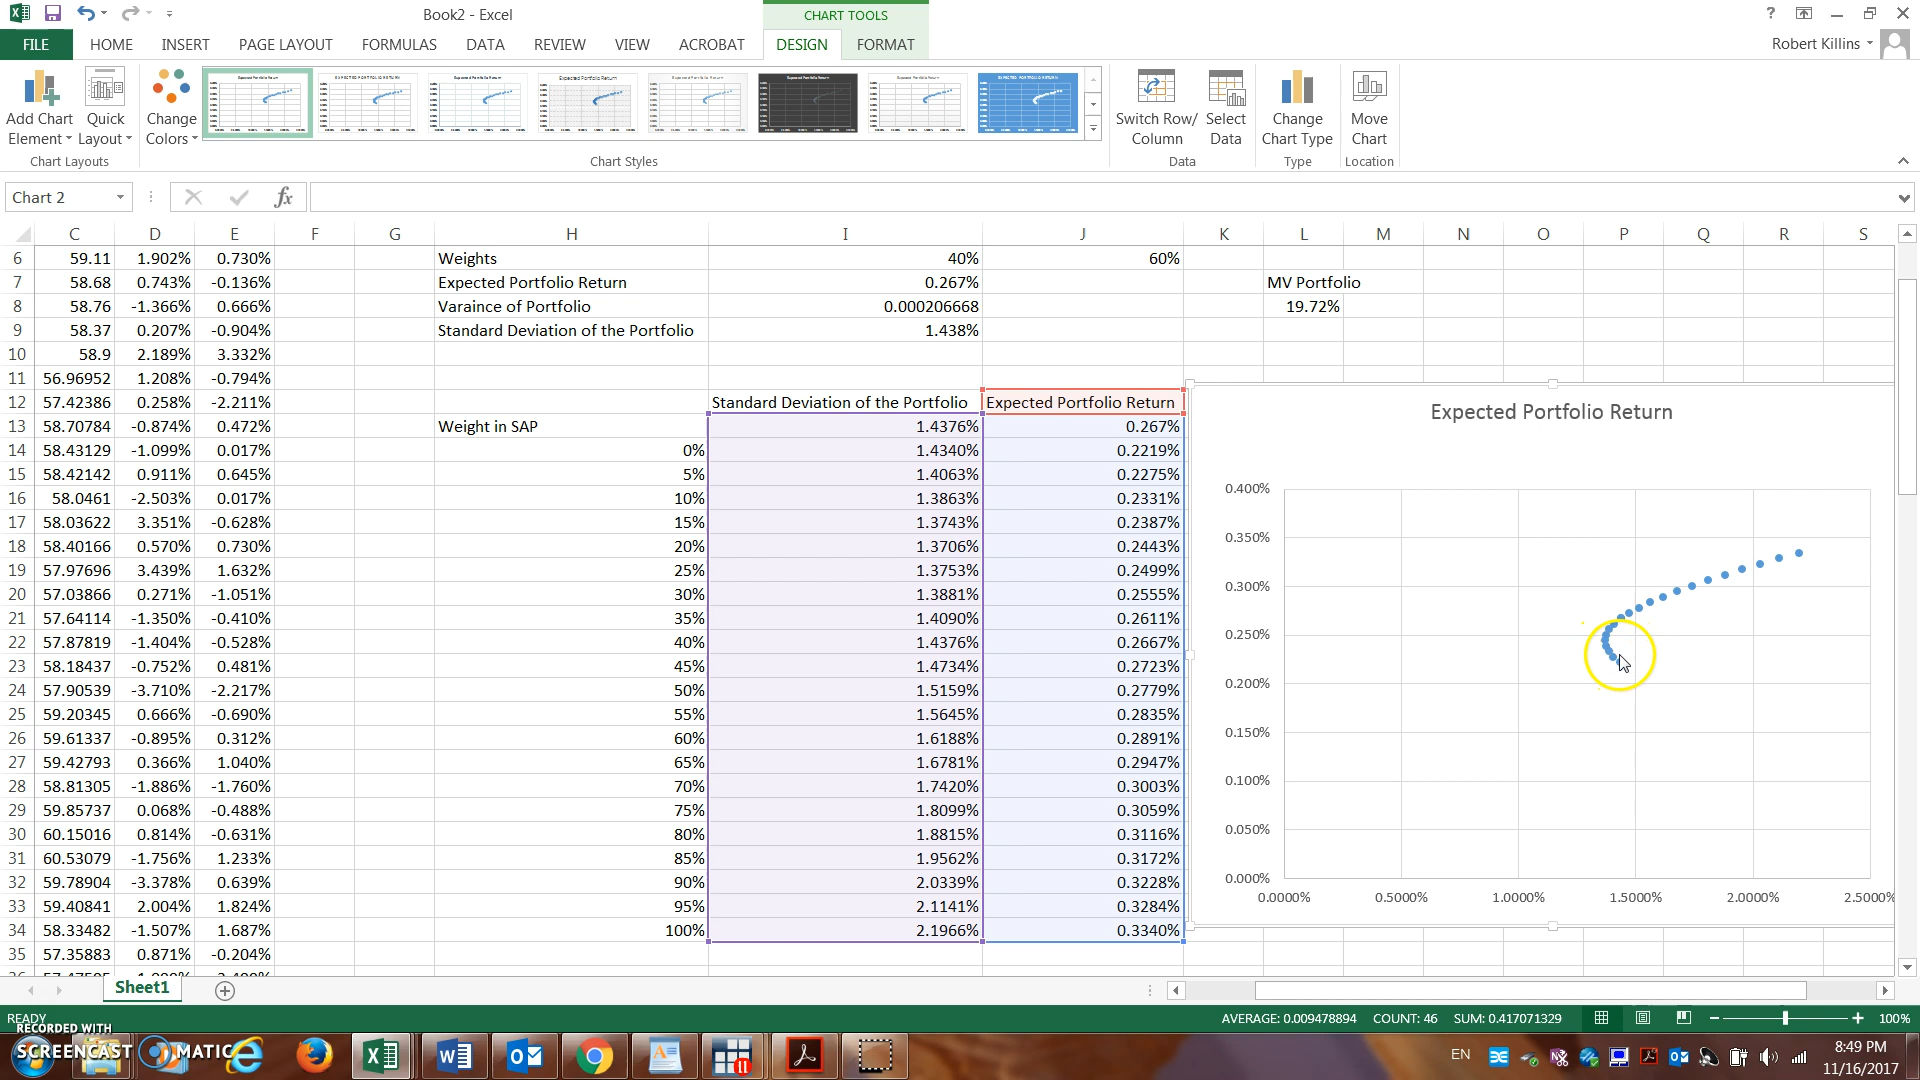 Book2 - Excel
CHART TOOLS
?
FILE HOME INSERT PAGE LAYOUT FORMULAS DATA REVIEW VIEW ACROBAT DESIGN FORMAT
Robert Killins
Add Chart Element
Quick Layout
Change Colors
Switch Row/ Column
Select Data
Change Chart Type
Move Chart
Chart Layouts Chart Styles Data Type Location
Chart 2 fx
C D E F G H I J K L M N O P Q R S
6 59.11 1.902% 0.730% Weights 40% 60%
7 58.68 0.743% -0.136% Expected Portfolio Return 0.267% MV Portfolio
8 58.76 -1.366% 0.666% Varaince of Portfolio 0.000206668 19.72%
9 58.37 0.207% -0.904% Standard Deviation of the Portfolio 1.438%
10 58.9 2.189% 3.332%
11 56.96952 1.208% -0.794%
12 57.42386 0.258% -2.211% Standard Deviation of the Portfolio Expected Portfolio Return
13 58.70784 -0.874% 0.472% Weight in SAP 1.4376% 0.267%
14 58.43129 -1.099% 0.017% 0% 1.4340% 0.2219%
15 58.42142 0.911% 0.645% 5% 1.4063% 0.2275%
16 58.0461 -2.503% 0.017% 10% 1.3863% 0.2331%
17 58.03622 3.351% -0.628% 15% 1.3743% 0.2387%
18 58.40166 0.570% 0.730% 20% 1.3706% 0.2443%
19 57.97696 3.439% 1.632% 25% 1.3753% 0.2499%
20 57.03866 0.271% -1.051% 30% 1.3881% 0.2555%
21 57.64114 -1.350% -0.410% 35% 1.4090% 0.2611%
22 57.87819 -1.404% -0.528% 40% 1.4376% 0.2667%
23 58.18437 -0.752% 0.481% 45% 1.4734% 0.2723%
24 57.90539 -3.710% -2.217% 50% 1.5159% 0.2779%
25 59.20345 0.666% -0.690% 55% 1.5645% 0.2835%
26 59.61337 -0.895% 0.312% 60% 1.6188% 0.2891%
27 59.42793 0.366% 1.040% 65% 1.6781% 0.2947%
28 58.81305 -1.886% -1.760% 70% 1.7420% 0.3003%
29 59.85737 0.068% -0.488% 75% 1.8099% 0.3059%
30 60.15016 0.814% -0.631% 80% 1.8815% 0.3116%
31 60.53079 -1.756% 1.233% 85% 1.9562% 0.3172%
32 59.78904 -3.378% 0.639% 90% 2.0339% 0.3228%
33 59.40841 2.004% 1.824% 95% 2.1141% 0.3284%
34 58.33482 -1.507% 1.687% 100% 2.1966% 0.3340%
35 57.35883 0.871% -0.204%
Expected Portfolio Return
0.400%
0.350%
0.300%
0.250%
0.200%
0.150%
0.100%
0.050%
0.000%
0.0000% 0.5000% 1.0000% 1.5000% 2.0000% 2.5000%
Sheet1
READY AVERAGE: 0.009478894 COUNT: 46 SUM: 0.417071329 100%
RECORDED WITH
SCREENCAST MATIC
11
EN
8:49 PM
11/16/2017